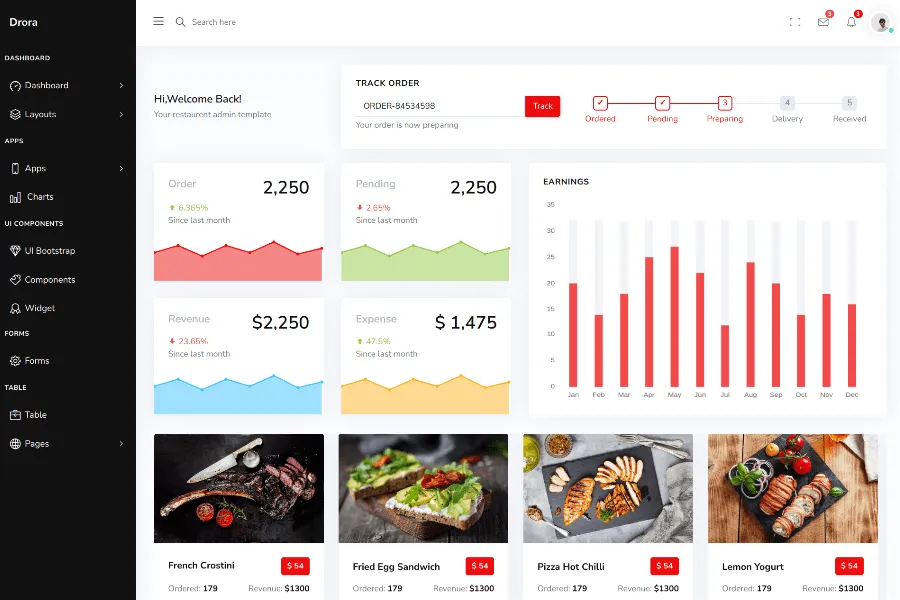 Drora
DASHBOARD
Dashboard
Layouts
APPS
Apps
Charts
UI COMPONENTS
UI Bootstrap
Components
Widget
FORMS
Forms
TABLE
Table
Pages
Search here
3
3
Hi,Welcome Back!
Your restaurent admin template
TRACK ORDER
ORDER-84534598
Track
Your order is now preparing
3 4 5
Ordered Pending Preparing Delivery Received
Order 2,250
6.365%
Since last month
Pending 2,250
2.65%
Since last month
Revenue $2,250
23.65%
Since last month
Expense $ 1,475
47.5%
Since last month
EARNINGS
35
30
25
20
15
10
5
0
Jan Feb Mar Apr May Jun Jul Aug Sep Oct Nov Dec
French Crostini $ 54
Ordered: 179 Revenue: $1300
Fried Egg Sandwich $ 54
Ordered: 179 Revenue: $1300
Pizza Hot Chilli $ 54
Ordered: 179 Revenue: $1300
Lemon Yogurt $ 54
Ordered: 179 Revenue: $1300